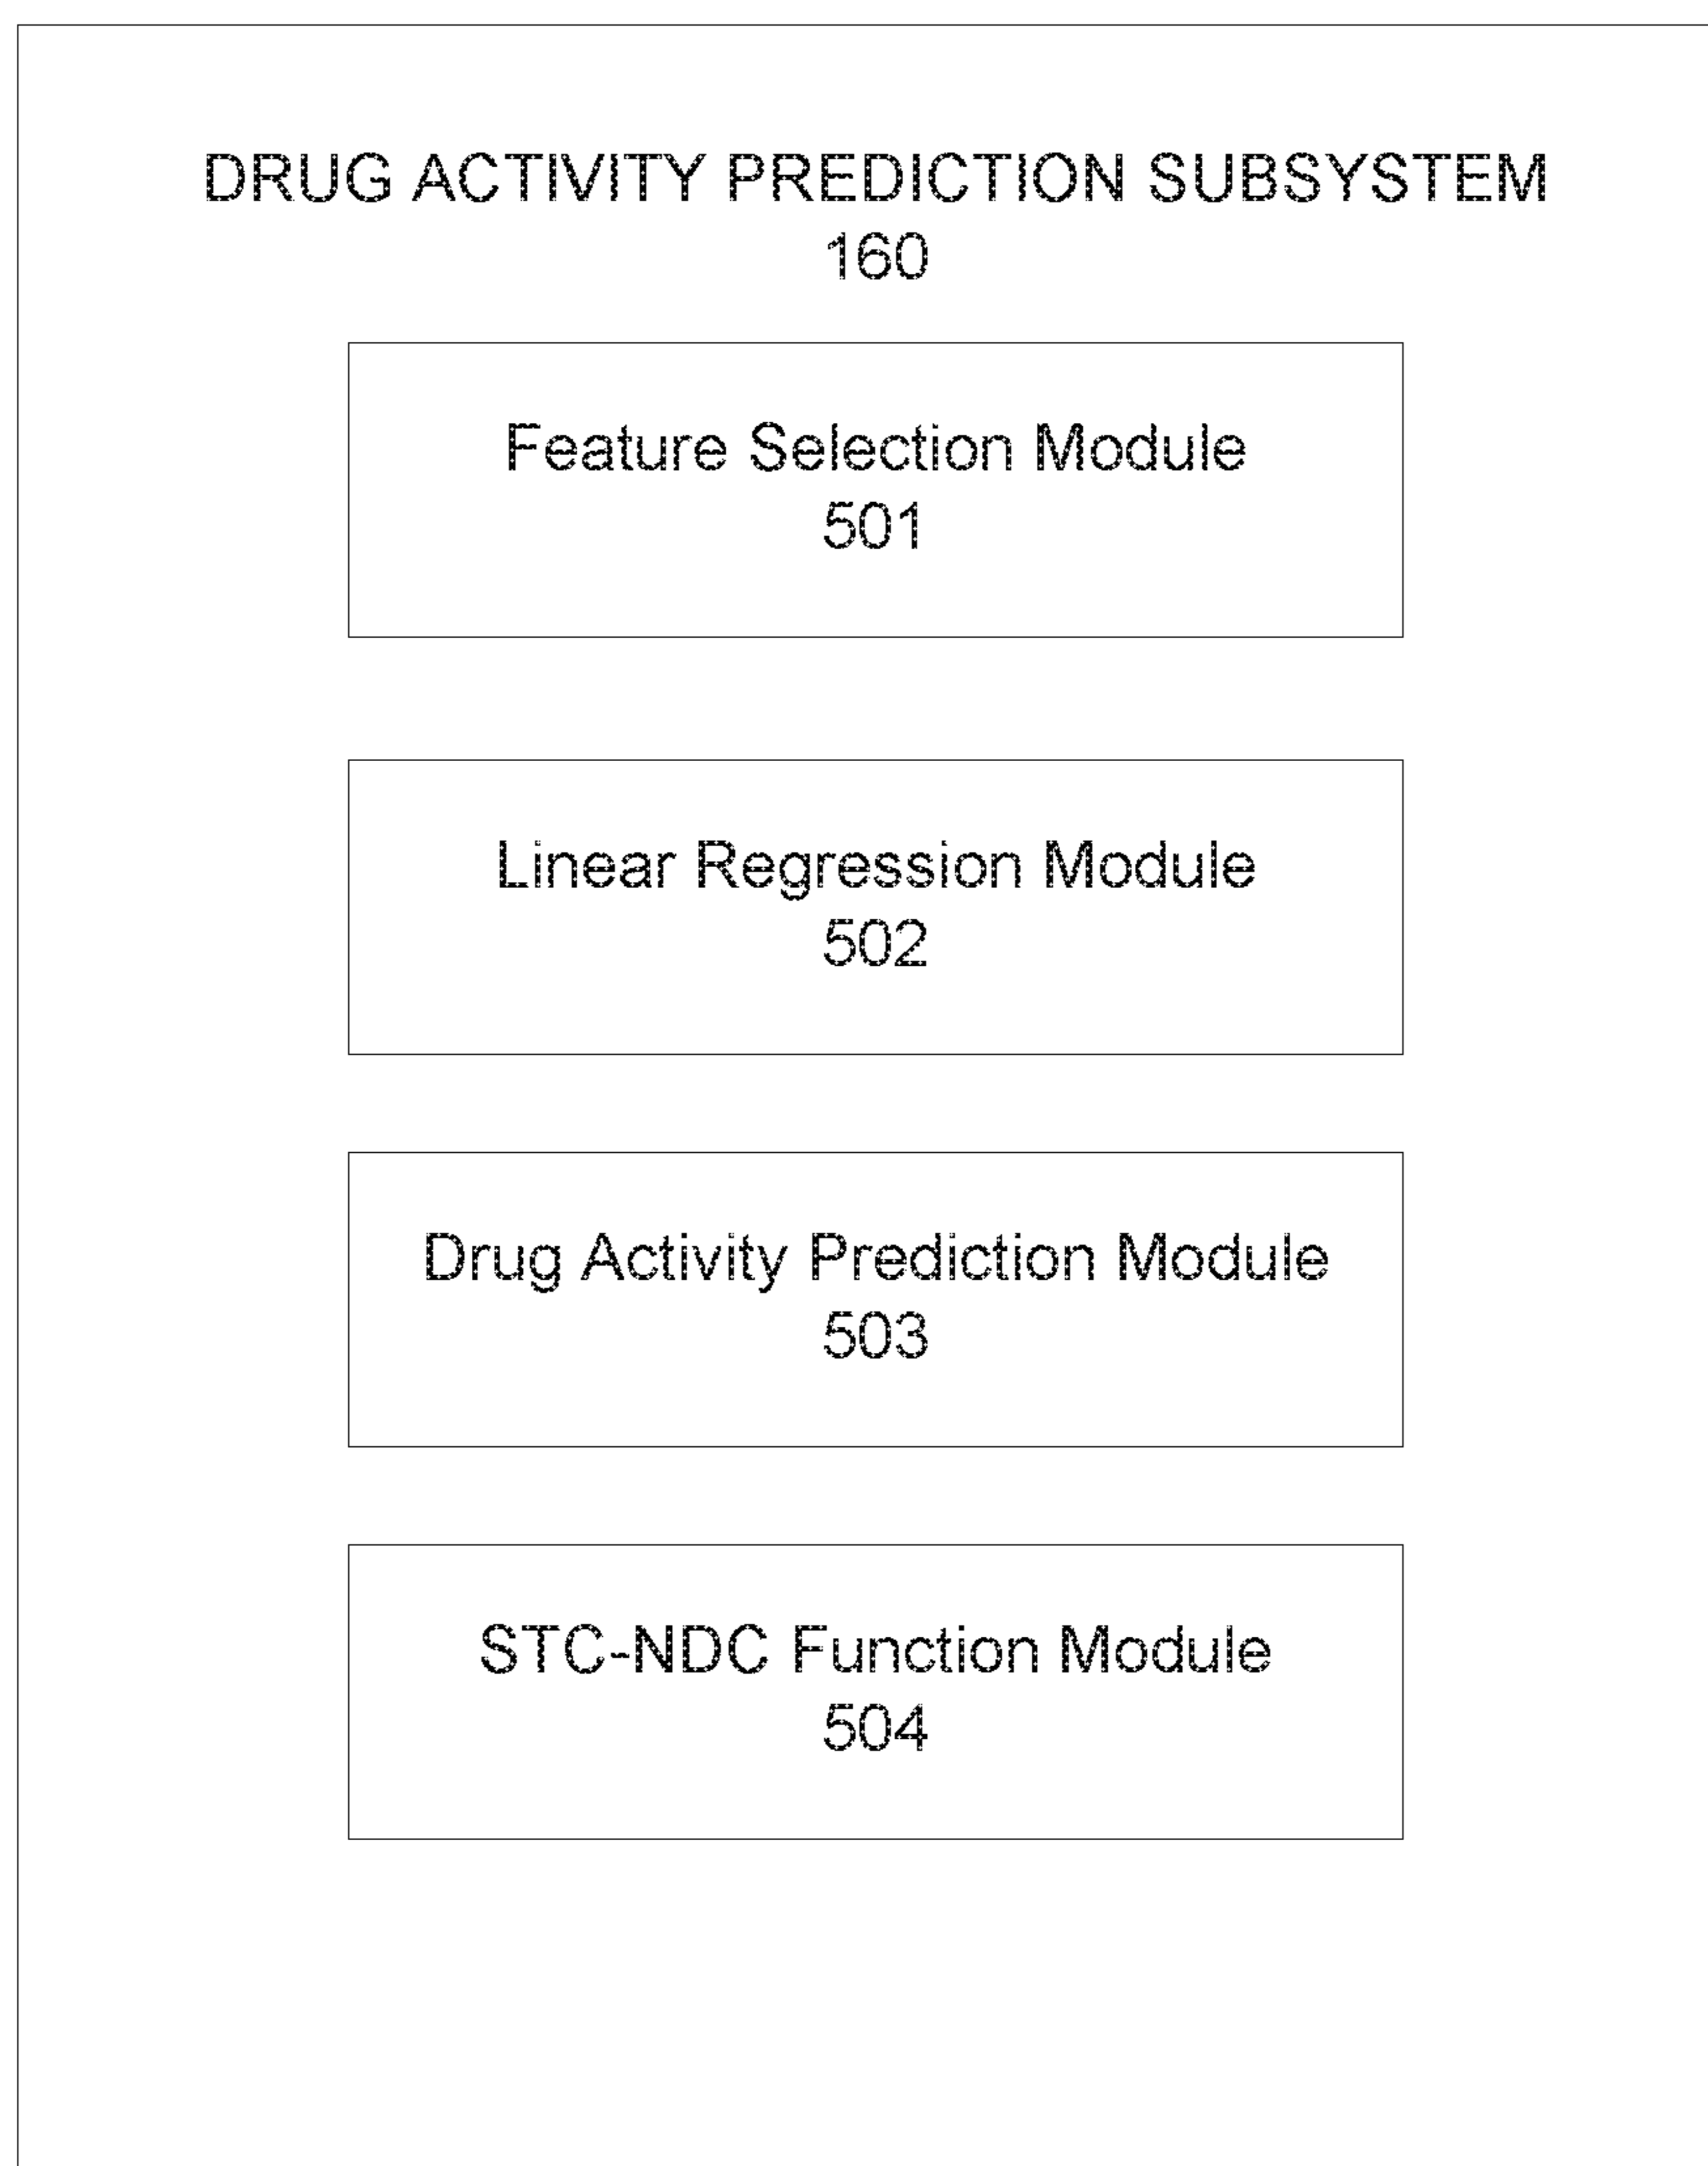 DRUG ACTIVITY PREDICTION SUBSYSTEM
160
Feature Selection Module
501
Linear Regression Module
502
Drug Activity Prediction Module
503
STC-NDC Function Module
504